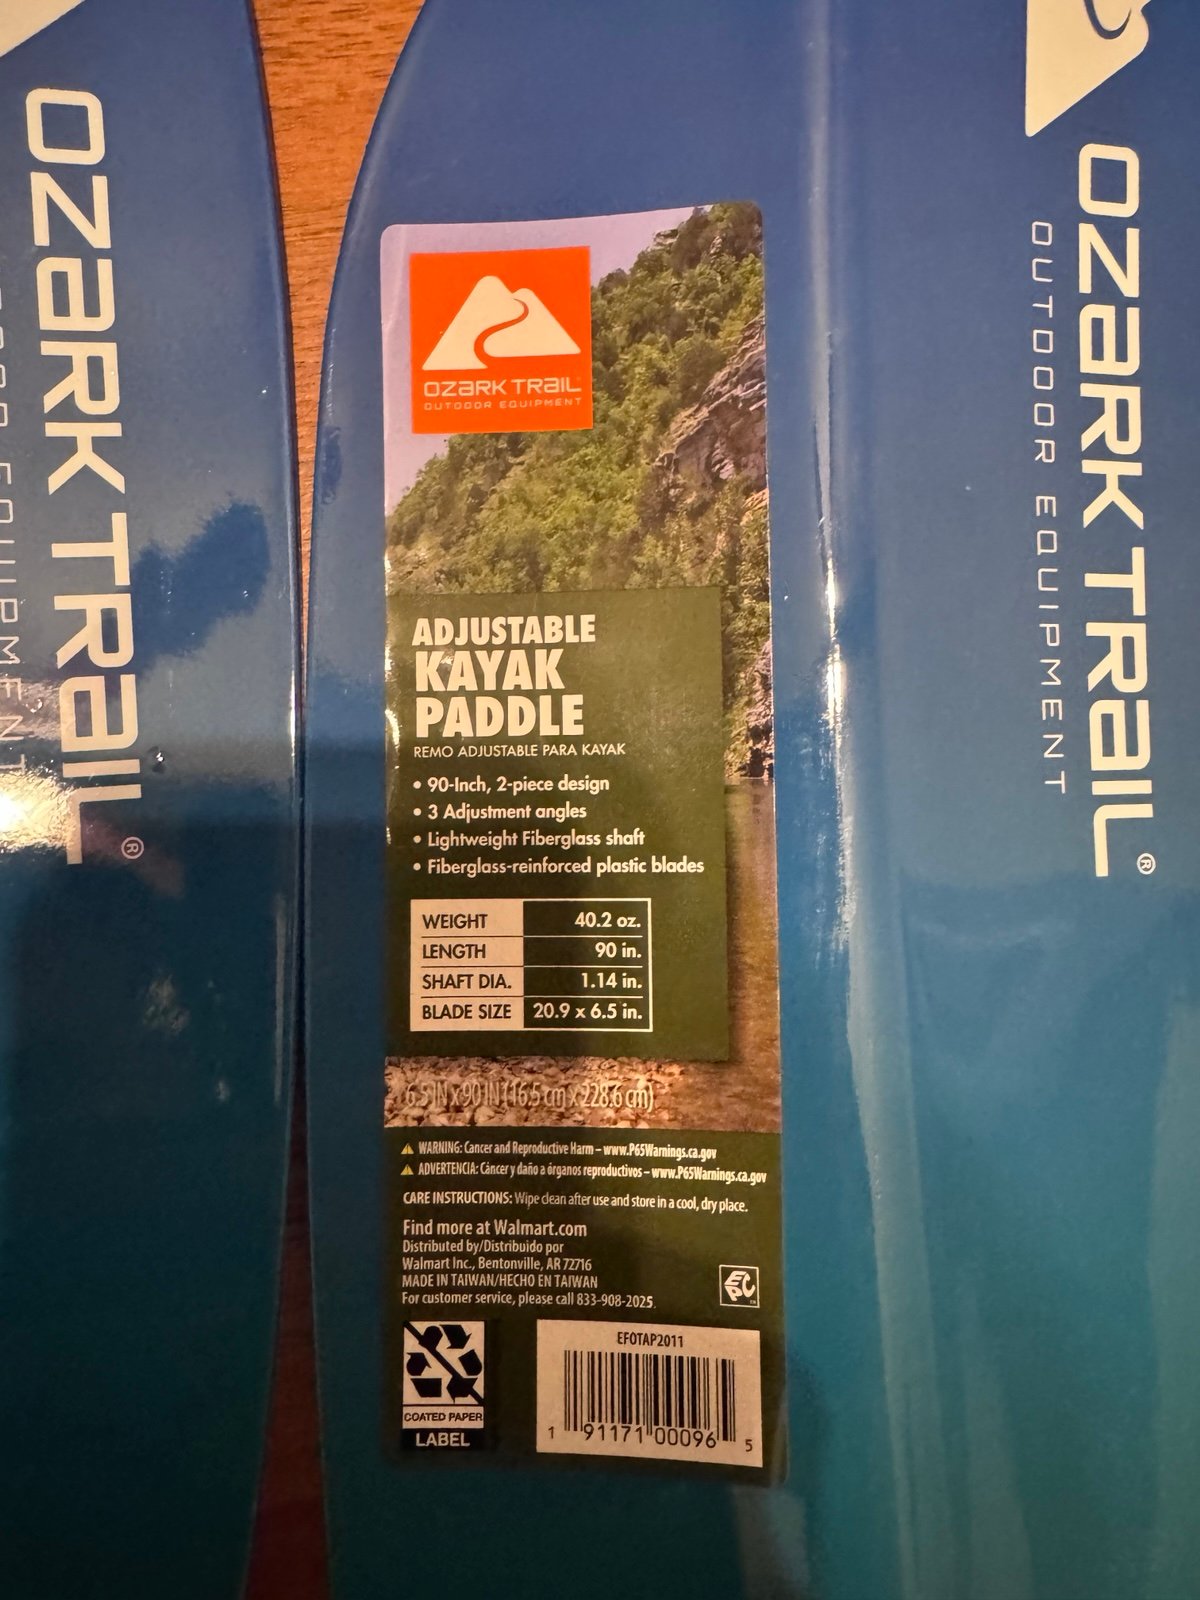 OZARK TRAIL®
OZARK TRAIL®
OUTDOOR EQUIPMENT
OZARK TRAIL
OUTDOOR EQUIPMENT
ADJUSTABLE
KAYAK
PADDLE
REMO ADJUSTABLE PARA KAYAK
• 90-Inch, 2-piece design
• 3 Adjustment angles
• Lightweight Fiberglass shaft
• Fiberglass-reinforced plastic blades
WEIGHT 40.2 oz.
LENGTH 90 in.
SHAFT DIA. 1.14 in.
BLADE SIZE 20.9 x 6.5 in.
6.5 IN x 90 IN (16.5 cm x 228.6 cm)
WARNING: Cancer and Reproductive Harm – www.P65Warnings.ca.gov
ADVERTENCIA: Cáncer y daño a órganos reproductivos – www.P65Warnings.ca.gov
CARE INSTRUCTIONS: Wipe clean after use and store in a cool, dry place.
Find more at Walmart.com
Distributed by/Distribuido por
Walmart Inc., Bentonville, AR 72716
MADE IN TAIWAN/HECHO EN TAIWAN
For customer service, please call 833-908-2025.
EPC
COATED PAPER
LABEL
EFOTAP2011
1 91171 00096 5